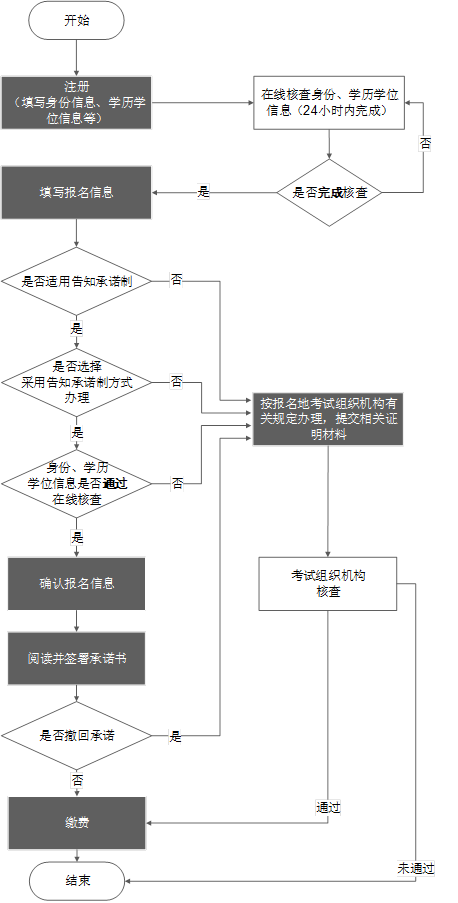 开始
注册
（填写身份信息、学历学
位信息等）
在线核查身份、学历学位
信息（24小时内完成）
否
是否完成核查
是
填写报名信息
是否适用告知承诺制
否
是
是否选择
采用告知承诺制方式
办理
否
按报名地考试组织机构有
关规定办理，提交相关证
明材料
是
身份、学历
学位信息是否通过
在线核查
否
是
确认报名信息
考试组织机构
核查
阅读并签署承诺书
是否撤回承诺
是
否
通过
缴费
未通过
结束